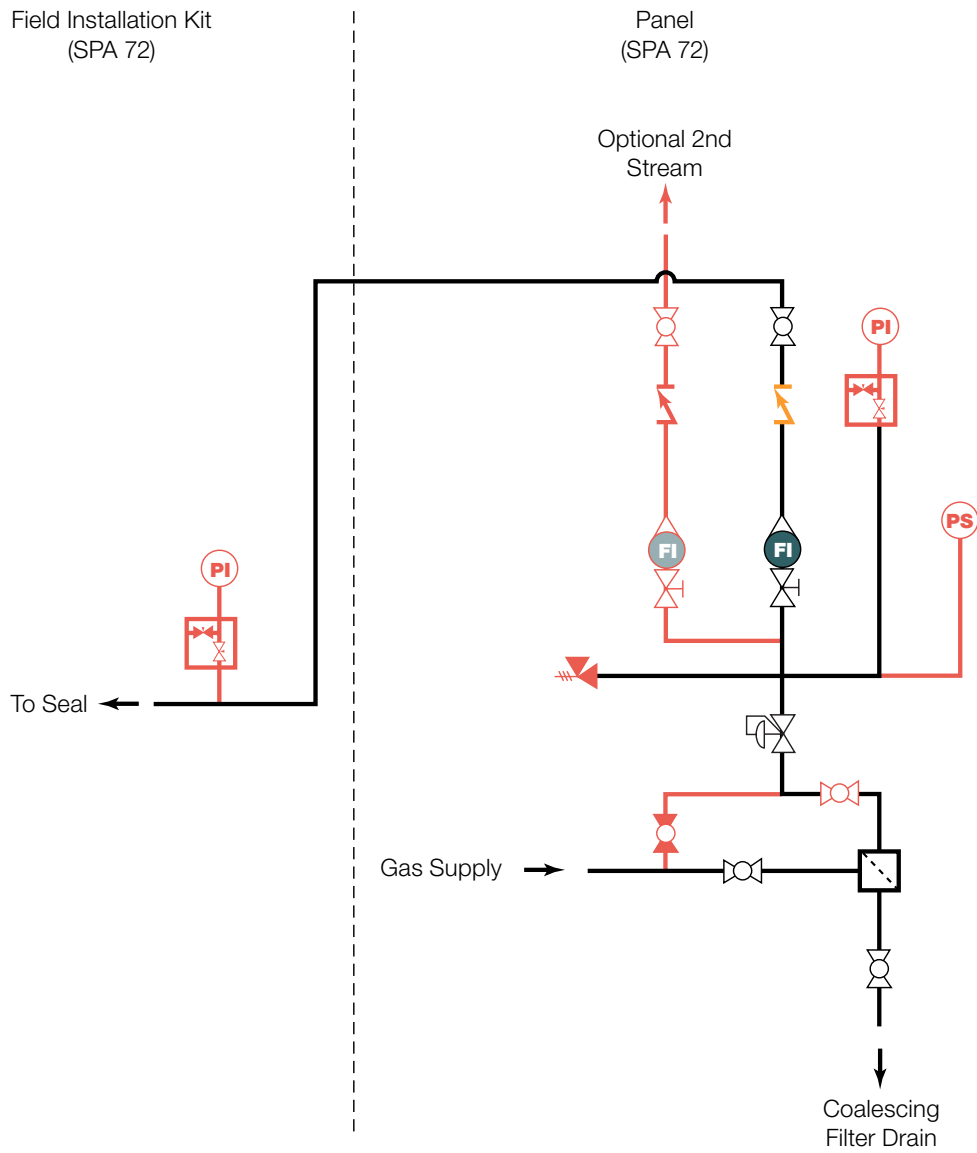 Field Installation Kit
(SPA 72)
Panel
(SPA 72)
Optional 2nd
Stream
PI
PS
FI
FI
PI
To Seal
Gas Supply
Coalescing
Filter Drain